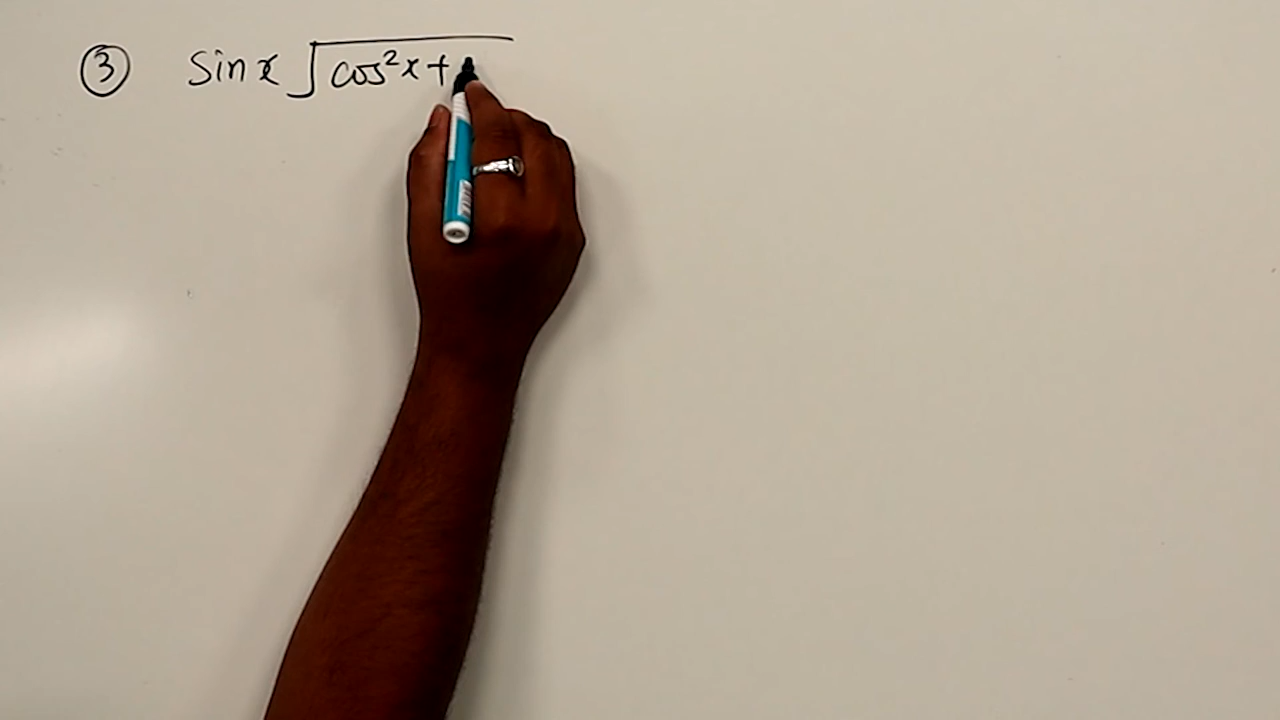 ③ sin x √cos²x+